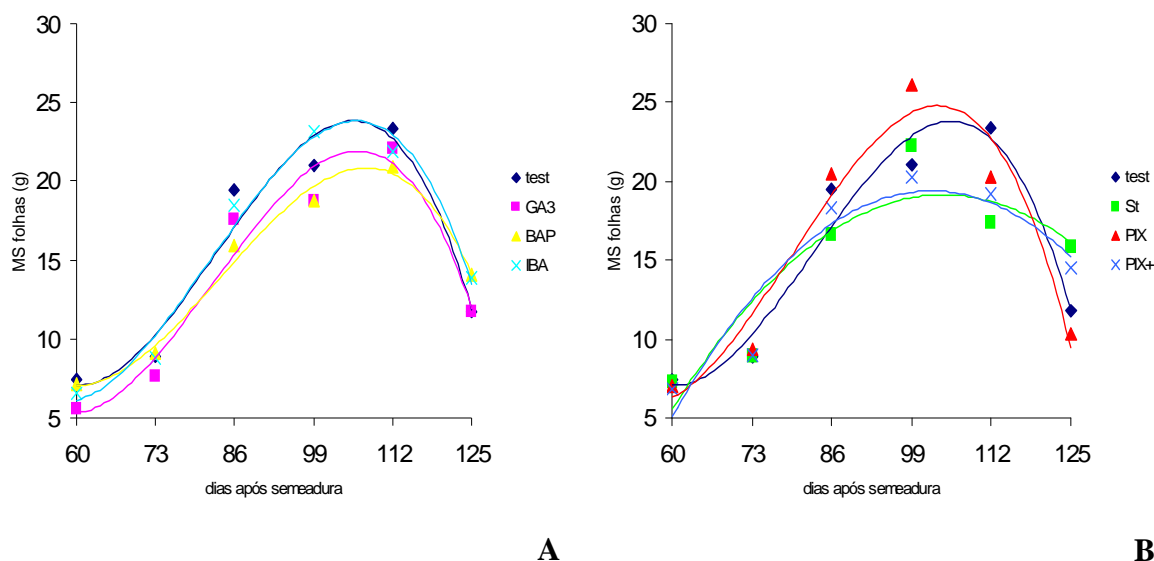 30
25
20
15
10
5
MS folhas (g)
60 73 86 99 112 125
dias após semeadura
test
GA3
BAP
IBA
A
30
25
20
15
10
5
MS folhas (g)
60 73 86 99 112 125
dias após semeadura
test
St
PIX
PIX+
B